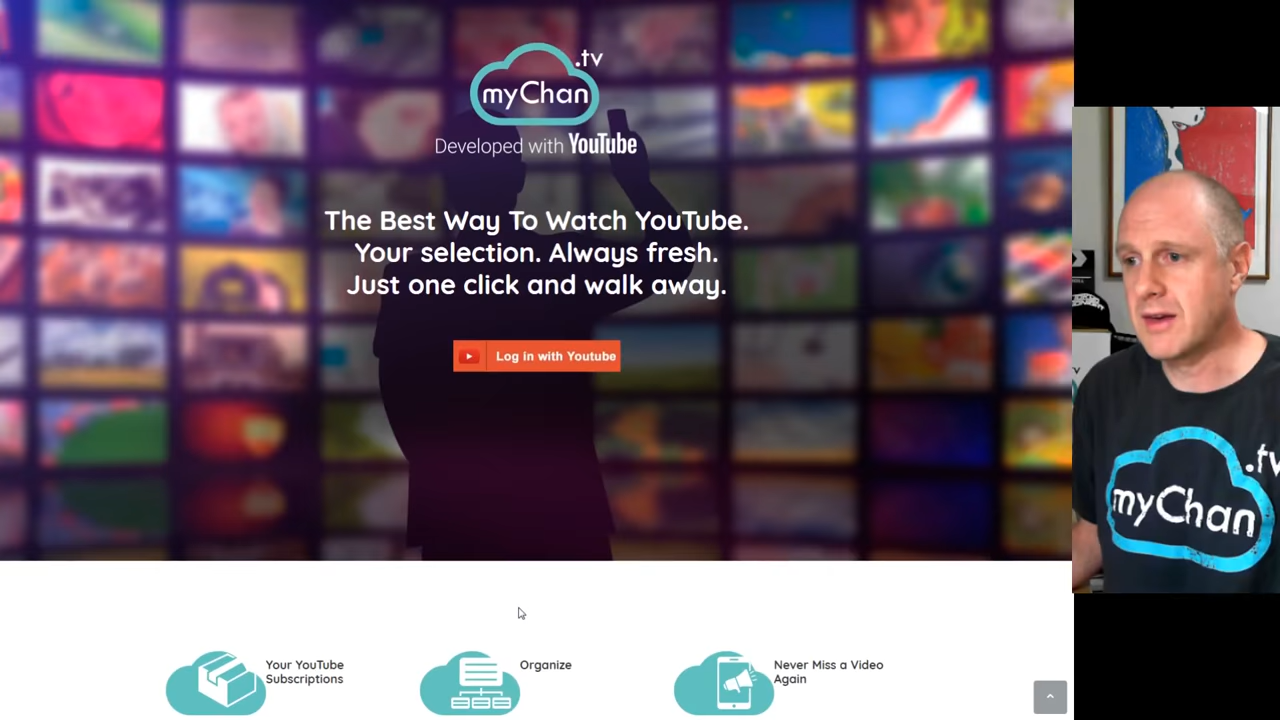 .tv
myChan
Developed with YouTube
The Best Way To Watch YouTube.
Your selection. Always fresh.
Just one click and walk away.
Log in with Youtube
Your YouTube
Subscriptions
Organize
Never Miss a Video
Again
.tv
myChan